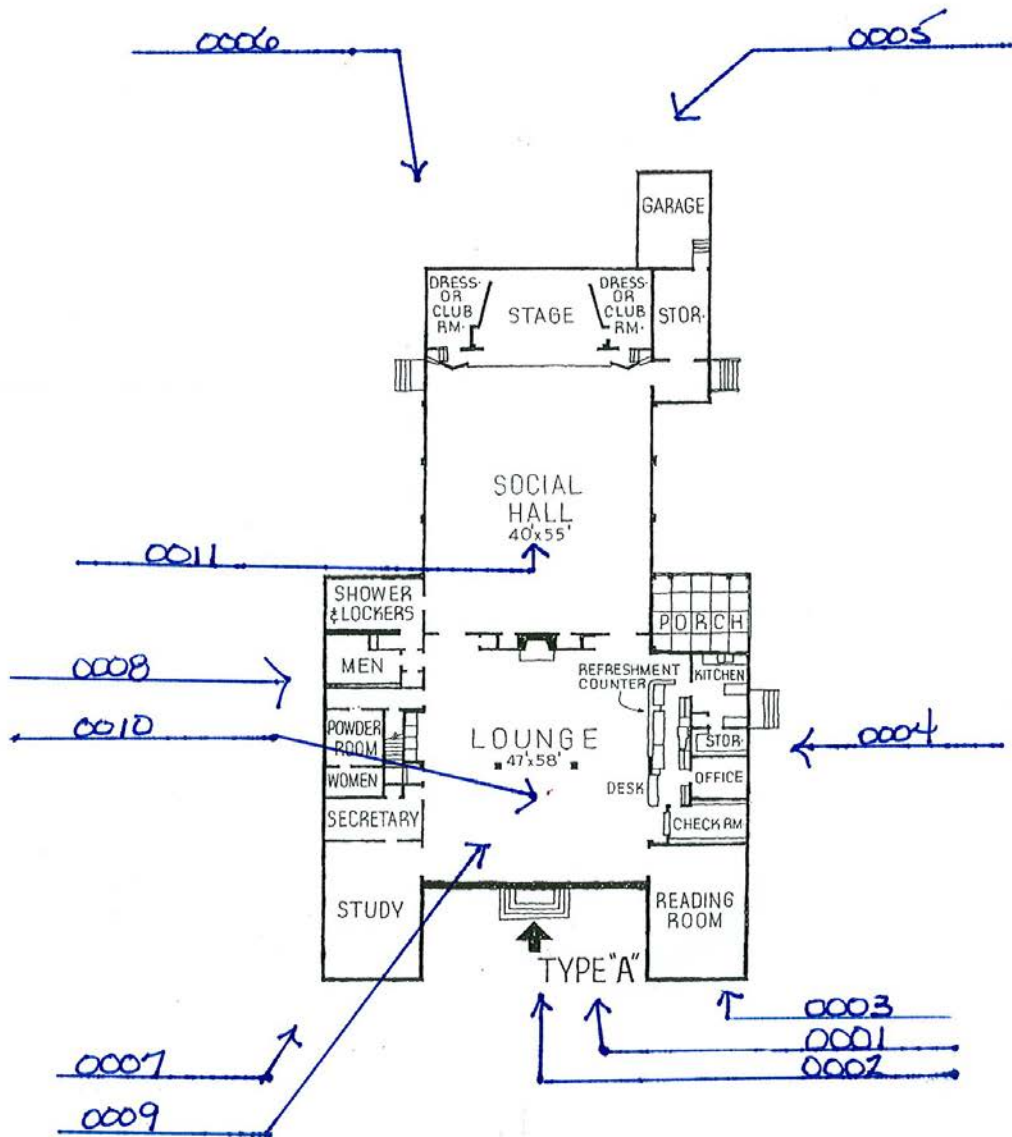 0006
0005
GARAGE
DRESS.
OR
CLUB
RM.
STAGE
DRESS.
OR
CLUB
RM.
STOR.
SOCIAL
HALL
40'x55'
0011
SHOWER
& LOCKERS
PORCH
MEN
0008
REFRESHMENT
COUNTER
KITCHEN
0010
POWDER
ROOM
LOUNGE
47'x58'
STOR.
0004
WOMEN
DESK
OFFICE
SECRETARY
CHECK RM
STUDY
READING
ROOM
TYPE "A"
0003
0001
0002
0007
0009